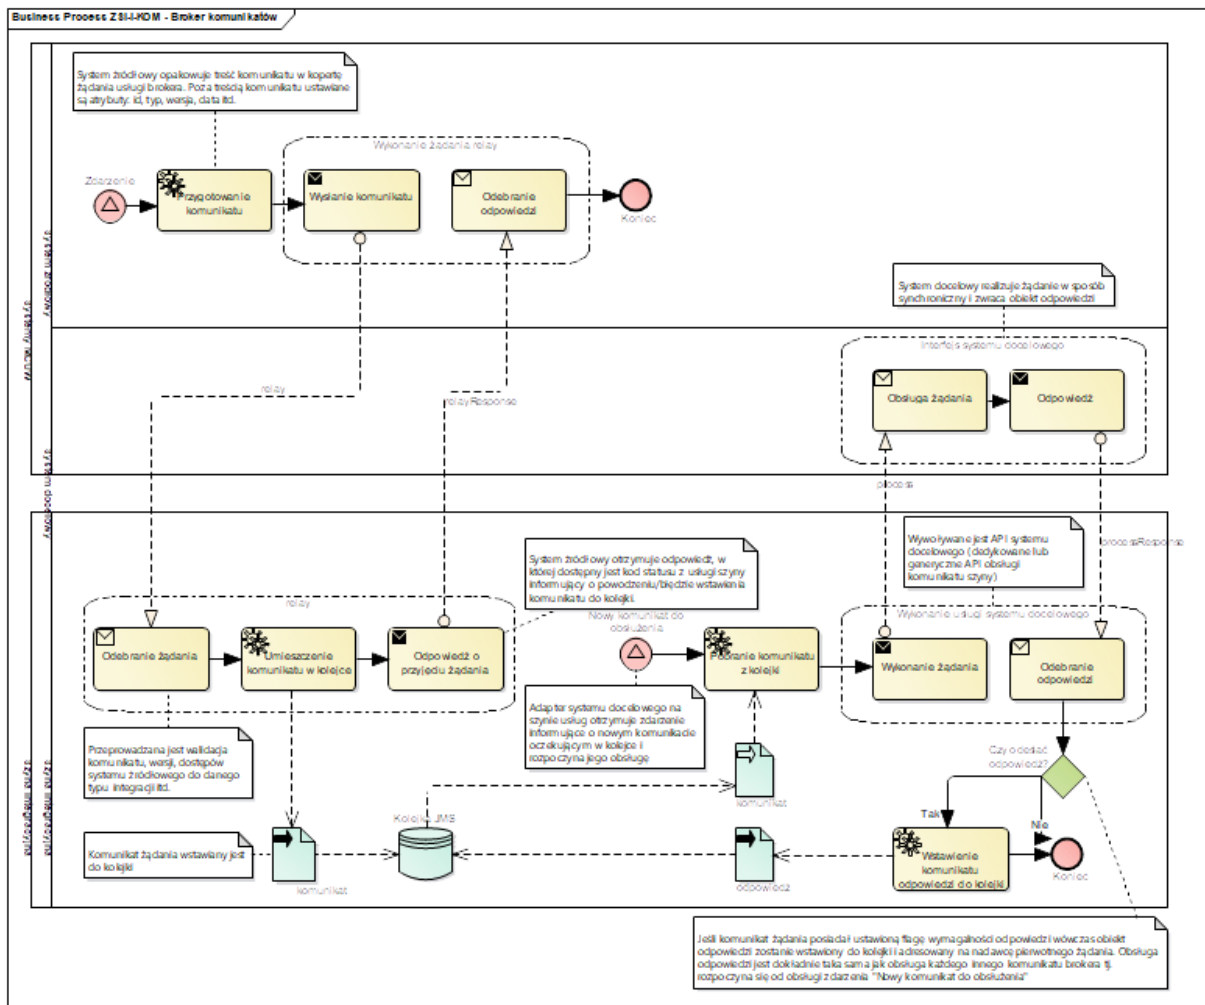 Business Process ZSI-I-KOM - Broker komunikatów
System źródłowy opakowuje treść komunikatu w kopertę
żądania usługi brokera. Poza treścią komunikatu ustawiane
są atrybuty: id, typ, wersja, data itd.
Wykonanie żądania relay
Zdarzenie
Przygotowanie
komunikatu
Wysłanie komunikatu
Odebranie
odpowiedzi
Koniec
system źródłowy
System docelowy realizuje żądanie w sposób
synchroniczny i zwraca obiekt odpowiedzi
Interfejs systemu docelowego
Obsługa żądania
Odpowiedź
relay
relayResponse
system docelowy
process
processResponse
Wywoływane jest API systemu
docelowego (dedykowane lub
generyczne API obsługi
komunikatu szyny)
System źródłowy otrzymuje odpowiedź, w
której dostępny jest kod statusu z usługi szyny
informujący o powodzeniu/błędzie wstawienia
komunikatu do kolejki.
relay
Nowy komunikat do
obsłużenia
Wykonanie usługi systemu docelowego
Odebranie żądania
Umieszczenie
komunikatu w kolejce
Odpowiedź o
przyjęciu żądania
Pobranie komunikatu
z kolejki
Wykonanie żądania
Odebranie
odpowiedzi
Adapter systemu docelowego na
szynie usług otrzymuje zdarzenie
informujące o nowym komunikacie
oczekującym w kolejce i
rozpoczyna jego obsługę
Przeprowadzana jest walidacja
komunikatu, wersji, dostępów
systemu źródłowego do danego
typu integracji itd.
Czy odesłać
odpowiedź?
komunikat
Tak
Nie
Kolejka JMS
Komunikat żądania wstawiany jest
do kolejki
komunikat
odpowiedz
Wstawienie
komunikatu
odpowiedzi do kolejki
Koniec
szyna integracyjna
szyna integracyjna
Jeśli komunikat żądania posiadał ustawioną flagę wymagalności odpowiedzi wówczas obiekt
odpowiedzi zostanie wstawiony do kolejki i adresowany na nadawcę pierwotnego żądania. Obsługa
odpowiedzi jest dokładnie taka sama jak obsługa każdego innego komunikatu brokera tj.
rozpoczyna się od obsługi zdarzenia "Nowy komunikat do obsłużenia"